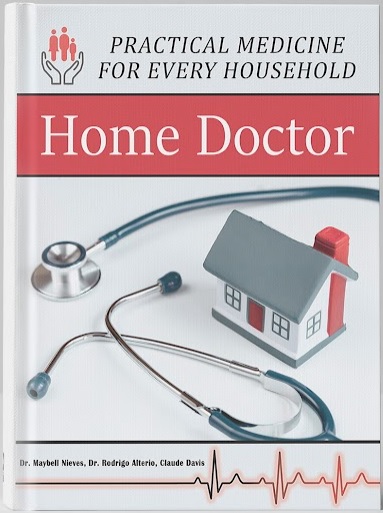 PRACTICAL MEDICINE
FOR EVERY HOUSEHOLD
Home Doctor
Dr. Maybell Nieves, Dr. Rodrigo Alterio, Claude Davis